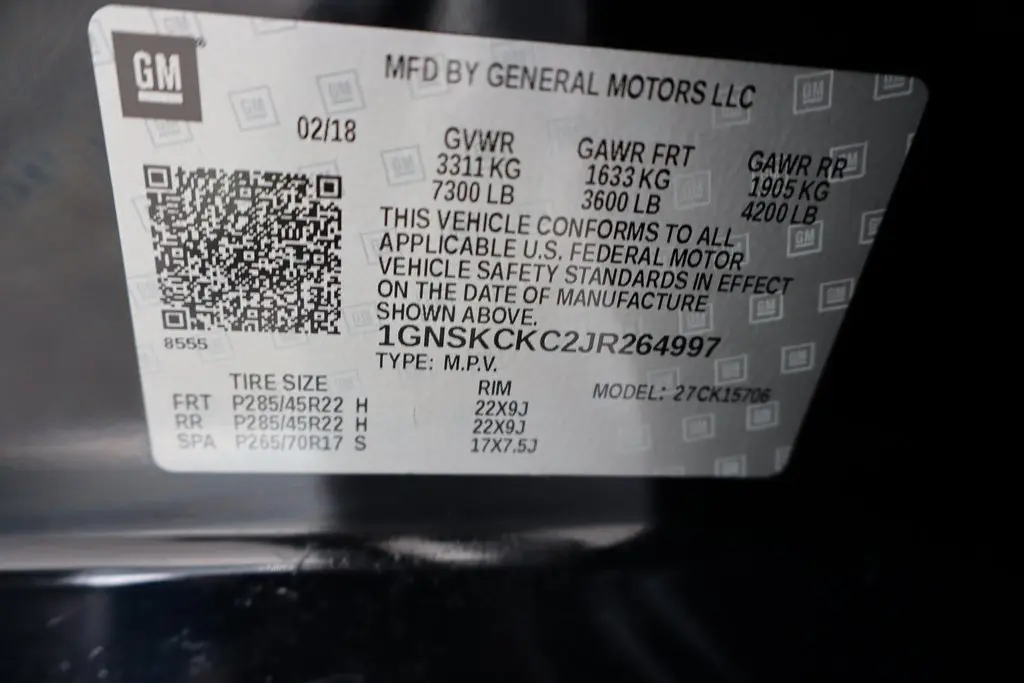 GM
MFD BY GENERAL MOTORS LLC
02/18
GVWR
3311 KG
7300 LB
GAWR FRT
1633 KG
3600 LB
GAWR RR
1905 KG
4200 LB
THIS VEHICLE CONFORMS TO ALL
APPLICABLE U.S. FEDERAL MOTOR
VEHICLE SAFETY STANDARDS IN EFFECT
ON THE DATE OF MANUFACTURE
SHOWN ABOVE.
8555
1GNSKCKC2JR264997
TYPE: M.P.V.
MODEL: 27CK15706
TIRE SIZE RIM
FRT P285/45R22 H 22X9J
RR P285/45R22 H 22X9J
SPA P265/70R17 S 17X7.5J